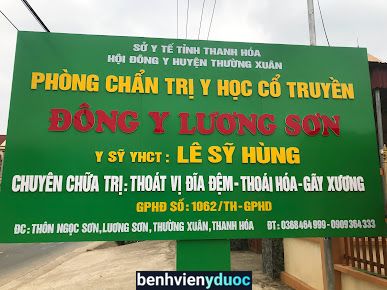 SỞ Y TẾ TỈNH THANH HÓA
HỘI ĐÔNG Y HUYỆN THƯỜNG XUÂN
PHÒNG CHẨN TRỊ Y HỌC CỔ TRUYỀN
ĐÔNG Y LƯƠNG SƠN
Y SỸ YHCT : LÊ SỸ HÙNG
CHUYÊN CHỮA TRỊ : THOÁT VỊ ĐĨA ĐỆM - THOÁI HÓA - GÃY XƯƠNG
GPHĐ SỐ : 1062/TH - GPHD
ĐC: THÔN NGỌC SƠN, LƯƠNG SƠN, THƯỜNG XUÂN, THANH HÓA ĐT: 0368 464 999 - 0909 364 333
benhvienyduoc